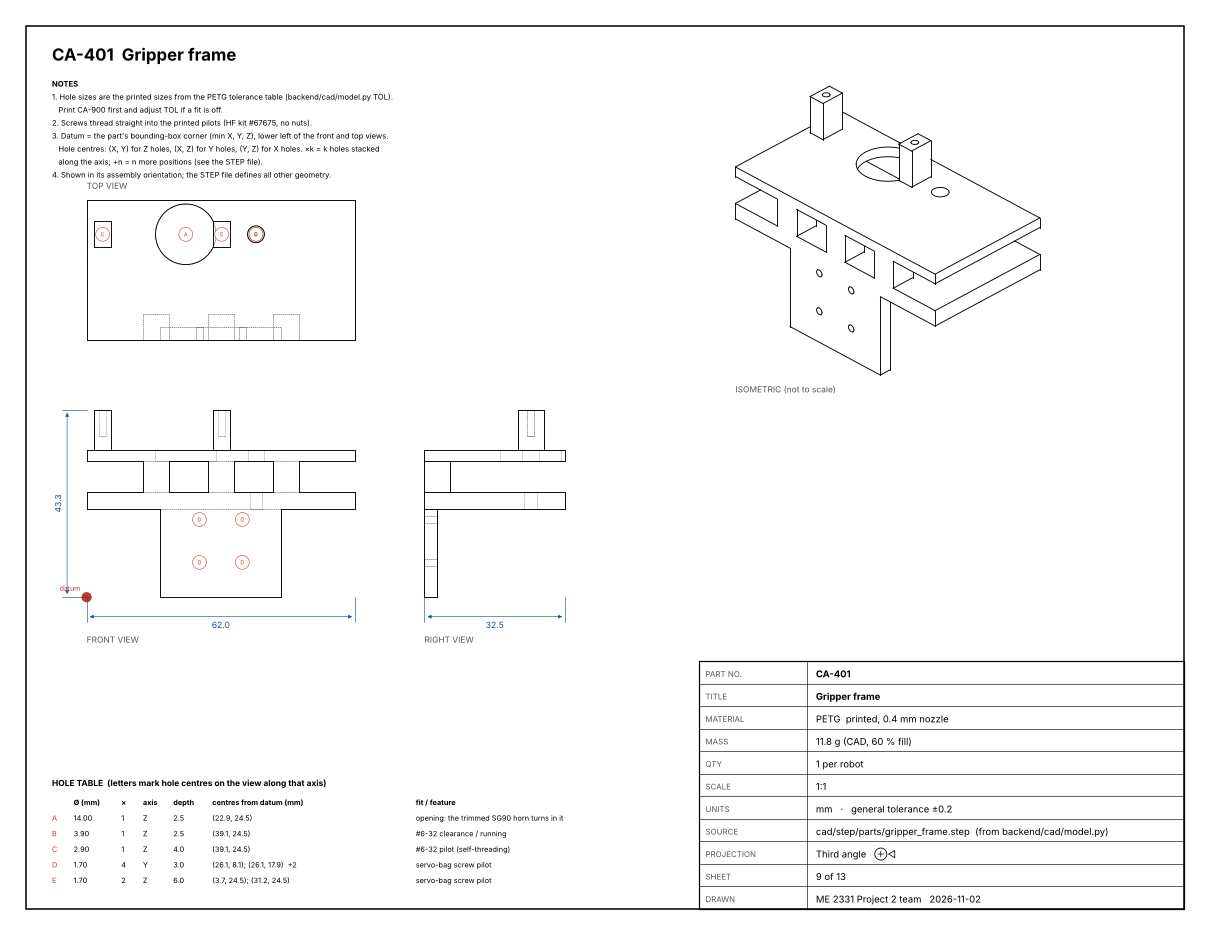 CA-401 Gripper frame
NOTES
1. Hole sizes are the printed sizes from the PETG tolerance table (backend/cad/model.py TOL).
Print CA-900 first and adjust TOL if a fit is off.
2. Screws thread straight into the printed pilots (HF kit #67675, no nuts).
3. Datum = the part's bounding-box corner (min X, Y, Z), lower left of the front and top views.
Hole centres: (X, Y) for Z holes, (X, Z) for Y holes, (Y, Z) for X holes. ×k = k holes stacked
along the axis; +n = n more positions (see the STEP file).
4. Shown in its assembly orientation; the STEP file defines all other geometry.
TOP VIEW
E A E B
ISOMETRIC (not to scale)
43.3
D D
D D
datum
62.0
32.5
FRONT VIEW
RIGHT VIEW
PART NO. CA-401
TITLE Gripper frame
MATERIAL PETG printed, 0.4 mm nozzle
MASS 11.8 g (CAD, 60 % fill)
QTY 1 per robot
SCALE 1:1
UNITS mm · general tolerance ±0.2
SOURCE cad/step/parts/gripper_frame.step (from backend/cad/model.py)
PROJECTION Third angle
SHEET 9 of 13
DRAWN ME 2331 Project 2 team 2026-11-02
HOLE TABLE (letters mark hole centres on the view along that axis)
Ø (mm) × axis depth centres from datum (mm) fit / feature
A 14.00 1 Z 2.5 (22.9, 24.5) opening: the trimmed SG90 horn turns in it
B 3.90 1 Z 2.5 (39.1, 24.5) #6-32 clearance / running
C 2.90 1 Z 4.0 (39.1, 24.5) #6-32 pilot (self-threading)
D 1.70 4 Y 3.0 (26.1, 8.1); (26.1, 17.9) +2 servo-bag screw pilot
E 1.70 2 Z 6.0 (3.7, 24.5); (31.2, 24.5) servo-bag screw pilot